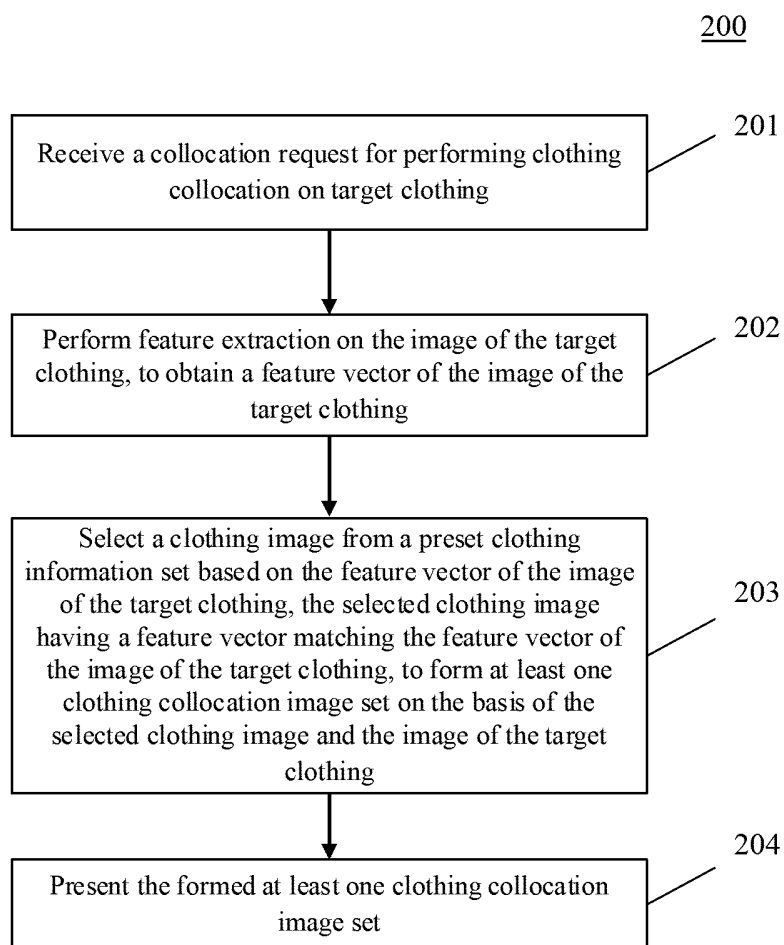 200
201
Receive a collocation request for performing clothing
collocation on target clothing
202
Perform feature extraction on the image of the target
clothing, to obtain a feature vector of the image of the
target clothing
Select a clothing image from a preset clothing
information set based on the feature vector of the image
of the target clothing, the selected clothing image
203
having a feature vector matching the feature vector of
the image of the target clothing, to form at least one
clothing collocation image set on the basis of the
selected clothing image and the image of the target
clothing
204
Present the formed at least one clothing collocation
image set